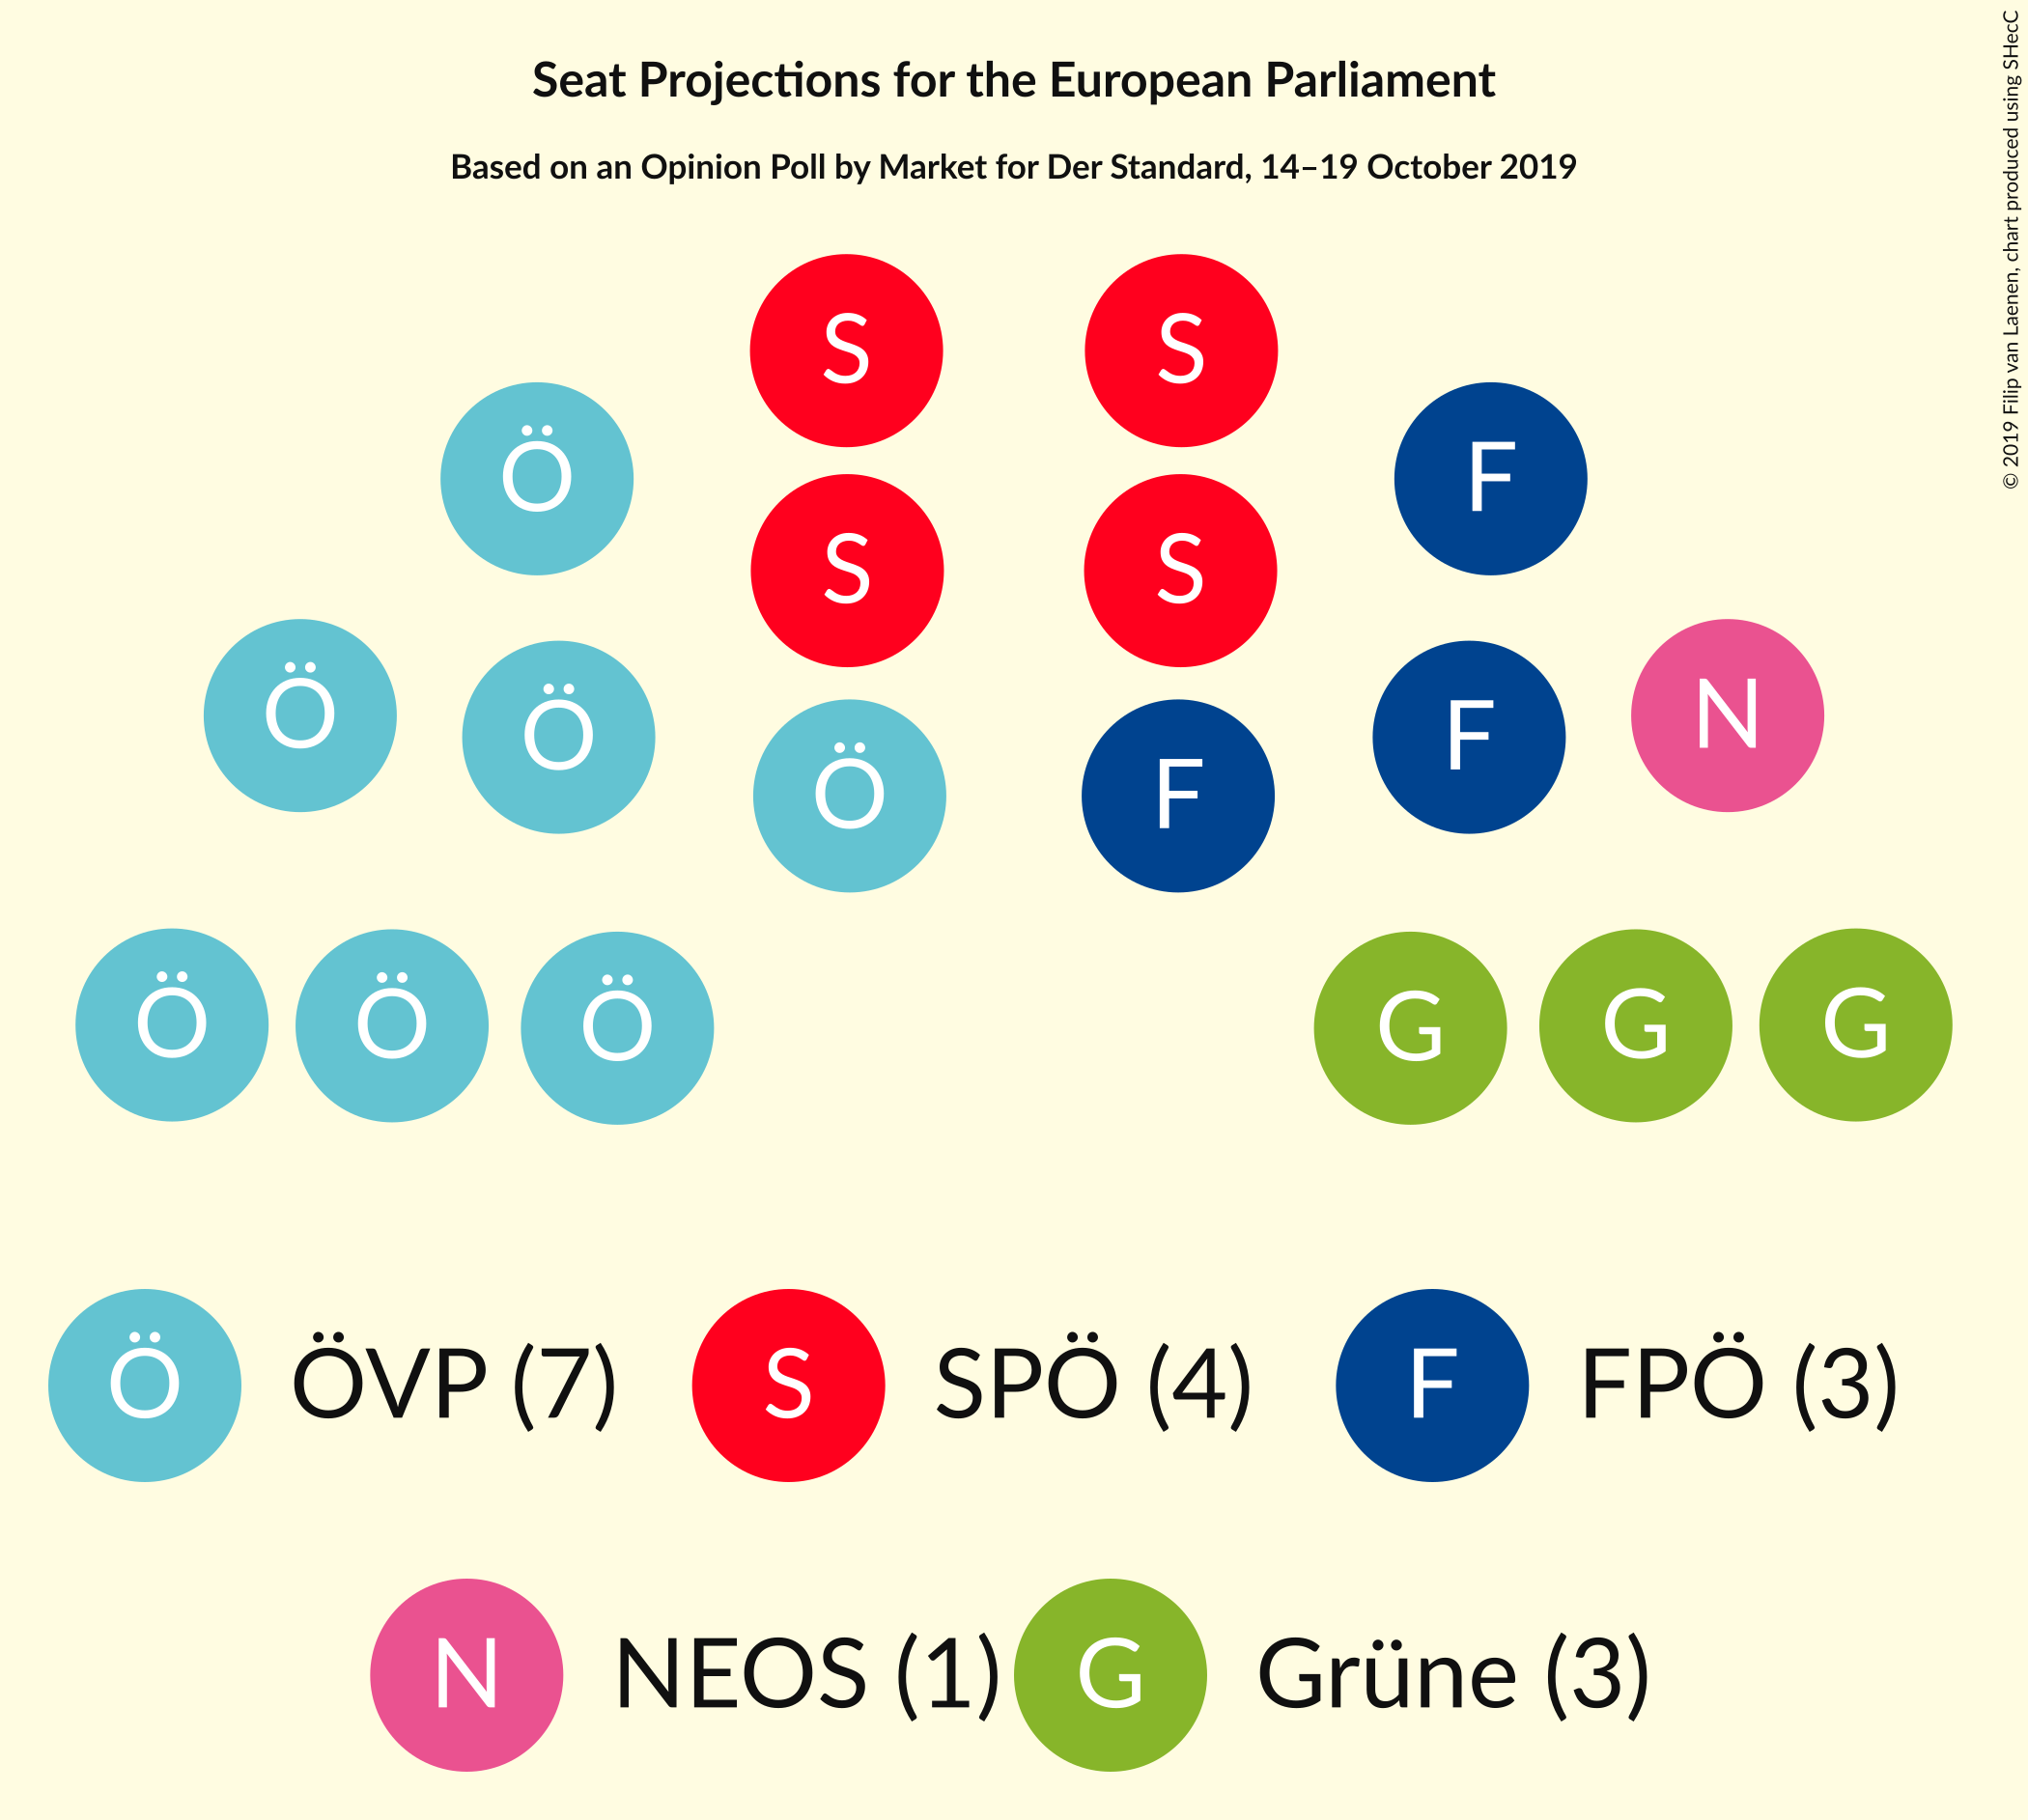 Seat Projections for the European Parliament
Based on an Opinion Poll by Market for Der Standard, 14–19 October 2019
© 2019 Filip van Laenen, chart produced using SHecC
S S
Ö F
S S
Ö N
Ö F
Ö F
Ö Ö Ö G G G
Ö ÖVP (7) S SPÖ (4) F FPÖ (3)
N NEOS (1) G Grüne (3)